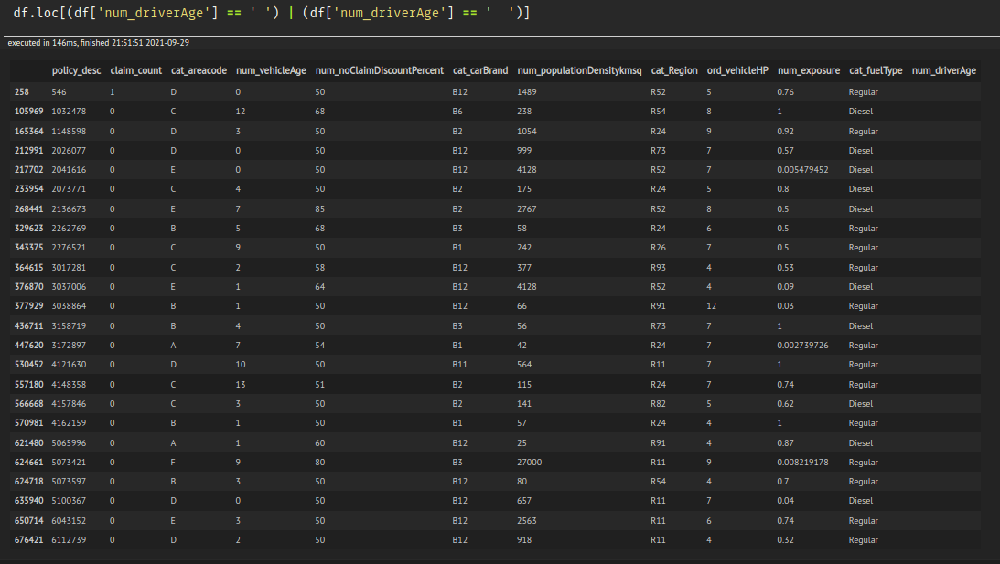 df.loc[(df['num_driverAge'] == ' ') | (df['num_driverAge'] == '  ')]
executed in 146ms, finished 21:51:51 2021-09-29
policy_desc claim_count cat_areacode num_vehicleAge num_noClaimDiscountPercent cat_carBrand num_populationDensitykmsq cat_Region ord_vehicleHP num_exposure cat_fuelType num_driverAge
258 546 1 D 0 50 B12 1489 R52 5 0.76 Regular
105969 1032478 0 C 12 68 B6 238 R54 8 1 Diesel
165364 1148598 0 D 3 50 B2 1054 R24 9 0.92 Regular
212991 2026077 0 D 0 50 B12 999 R73 7 0.57 Diesel
217702 2041616 0 E 0 50 B12 4128 R52 7 0.005479452 Diesel
233954 2073771 0 C 4 50 B2 175 R24 5 0.8 Diesel
268441 2136673 0 E 7 85 B2 2767 R52 8 0.5 Diesel
329623 2262769 0 B 5 68 B3 58 R24 6 0.5 Regular
343375 2276521 0 C 9 50 B1 242 R26 7 0.5 Regular
364615 3017281 0 C 2 58 B12 377 R93 4 0.53 Regular
376870 3037006 0 E 1 64 B12 4128 R52 4 0.09 Diesel
377929 3038864 0 B 1 50 B12 66 R91 12 0.03 Regular
436711 3158719 0 B 4 50 B3 56 R73 7 1 Diesel
447620 3172897 0 A 7 54 B1 42 R24 7 0.002739726 Regular
530452 4121630 0 D 10 50 B11 564 R11 7 1 Regular
557180 4148358 0 C 13 51 B2 115 R24 7 0.74 Regular
566668 4157846 0 C 3 50 B2 141 R82 5 0.62 Diesel
570981 4162159 0 B 1 50 B1 57 R24 4 1 Regular
621480 5065996 0 A 1 60 B12 25 R91 4 0.87 Diesel
624661 5073421 0 F 9 80 B3 27000 R11 9 0.008219178 Regular
624718 5073597 0 B 3 50 B12 80 R54 4 0.7 Regular
635940 5100367 0 D 0 50 B12 657 R11 7 0.04 Diesel
650714 6043152 0 E 3 50 B12 2563 R11 6 0.74 Regular
676421 6112739 0 D 2 50 B12 918 R11 4 0.32 Regular